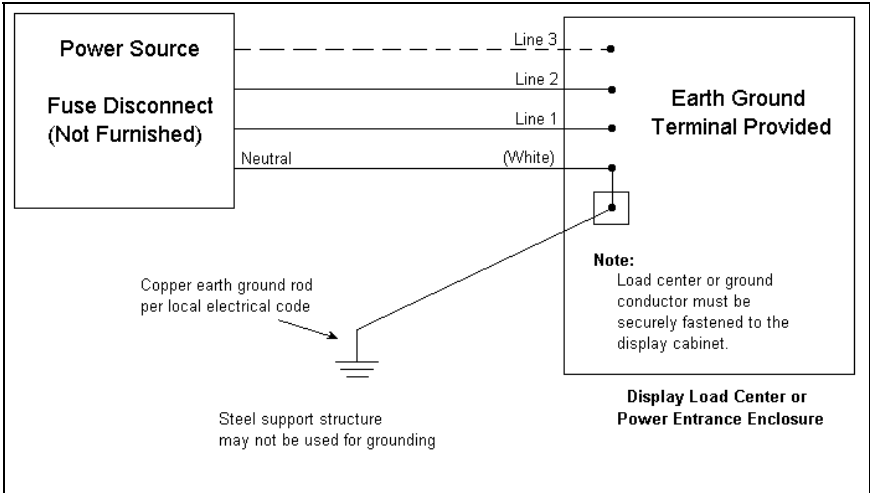 Power Source
Fuse Disconnect
(Not Furnished)
Line 3
Line 2
Line 1
Neutral
(White)
Earth Ground
Terminal Provided
Note:
Load center or ground
conductor must be
securely fastened to the
display cabinet.
Copper earth ground rod
per local electrical code
Steel support structure
may not be used for grounding
Display Load Center or
Power Entrance Enclosure